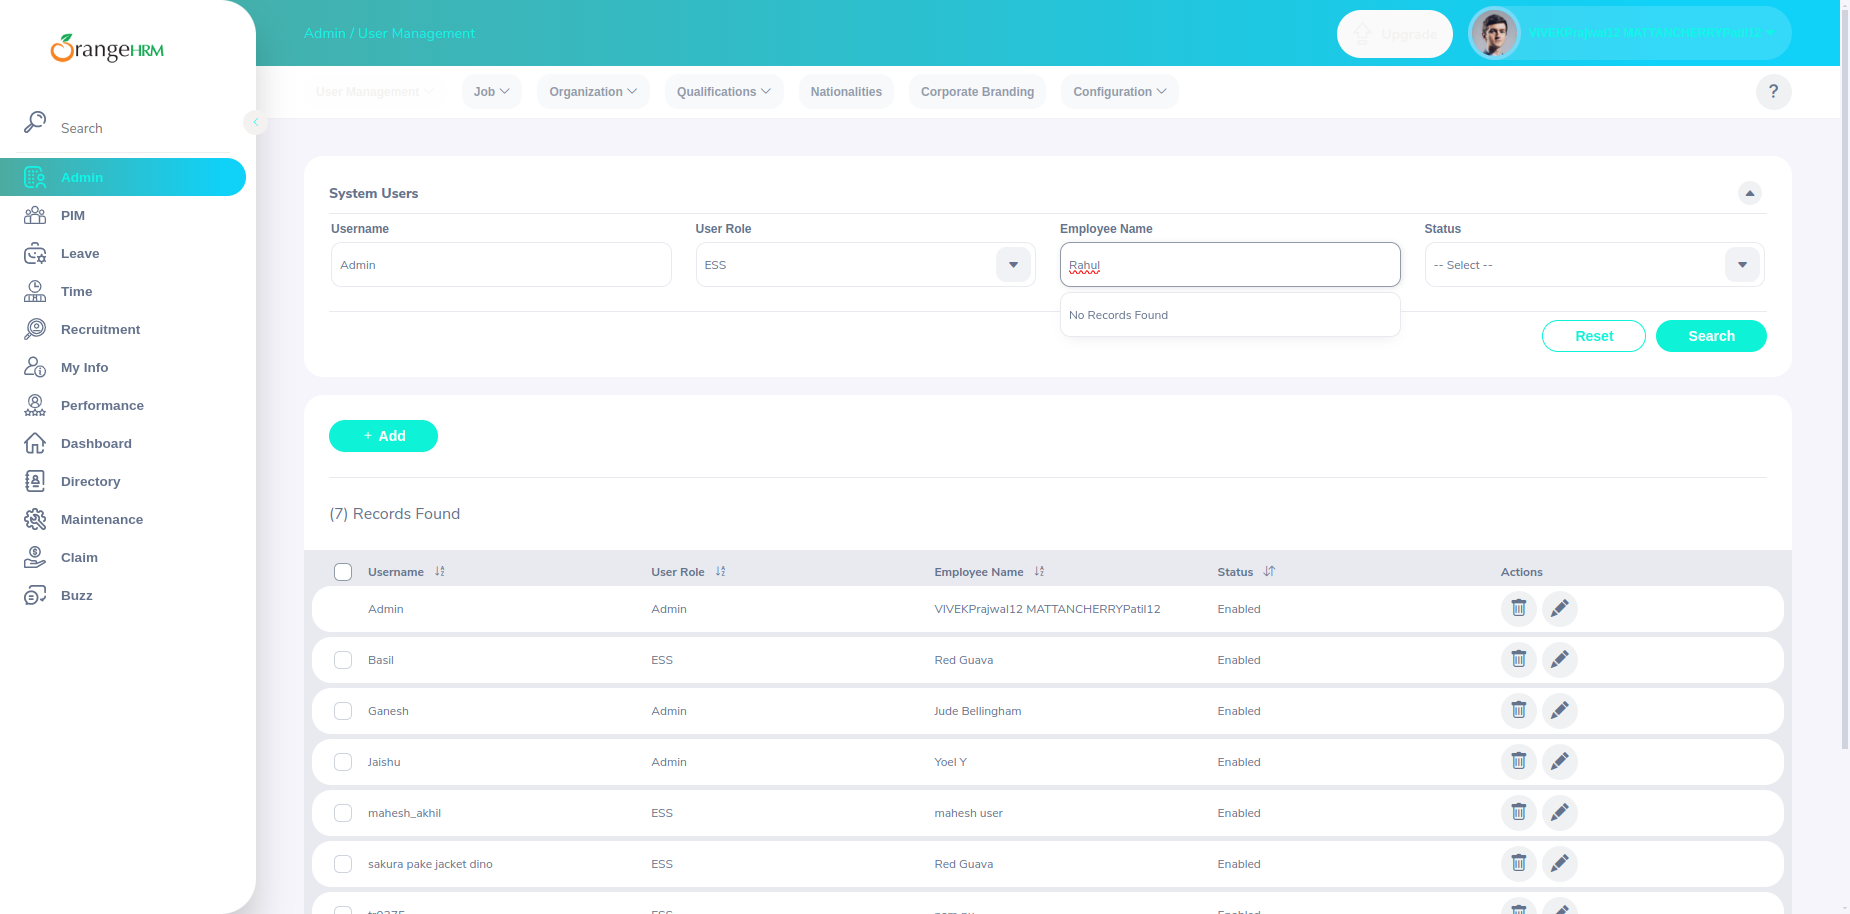 OrangeHRM
Admin / User Management
Upgrade
VIVEKPrajwal12 MATTANCHERRYPatil12
User Management
Job
Organization
Qualifications
Nationalities
Corporate Branding
Configuration
?
Search
Admin
PIM
Leave
Time
Recruitment
My Info
Performance
Dashboard
Directory
Maintenance
Claim
Buzz
System Users
Username
User Role
Employee Name
Status
Admin
ESS
Rahul
-- Select --
No Records Found
Reset
Search
+ Add
(7) Records Found
Username User Role Employee Name Status Actions
Admin Admin VIVEKPrajwal12 MATTANCHERRYPatil12 Enabled
Basil ESS Red Guava Enabled
Ganesh Admin Jude Bellingham Enabled
Jaishu Admin Yoel Y Enabled
mahesh_akhil ESS mahesh user Enabled
sakura pake jacket dino ESS Red Guava Enabled
ESS Enabled